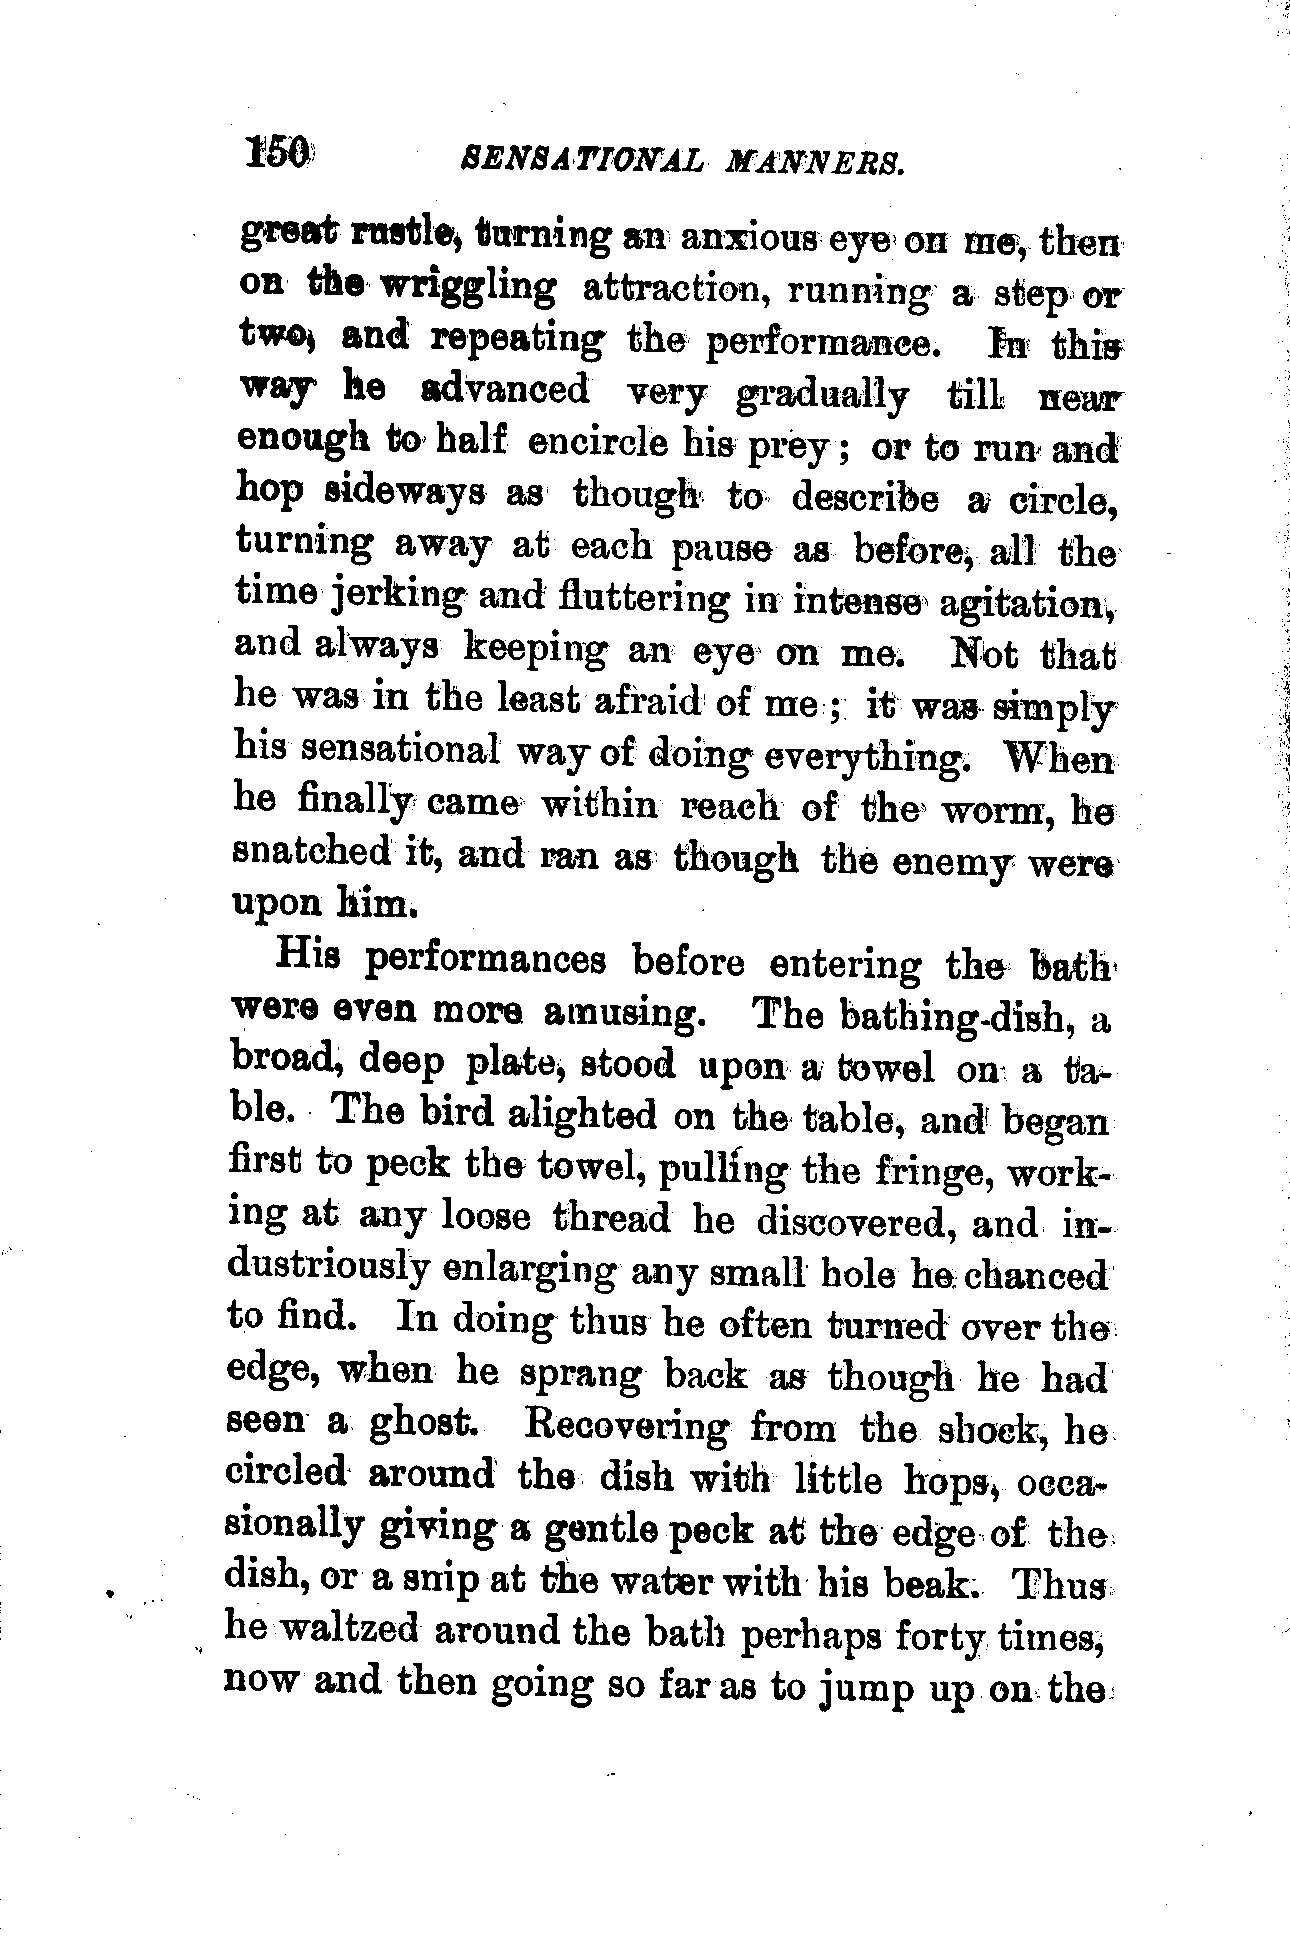 150 SENSATIONAL MANNERS.
great rustle, turning an anxious eye on me, then
on the wriggling attraction, running a step or
two, and repeating the performance. In this
way he advanced very gradually till near
enough to half encircle his prey; or to run and
hop sideways as though to describe a circle,
turning away at each pause as before, all the
time jerking and fluttering in intense agitation,
and always keeping an eye on me. Not that
he was in the least afraid of me; it was simply
his sensational way of doing everything. When
he finally came within reach of the worm, he
snatched it, and ran as though the enemy were
upon him.
His performances before entering the bath
were even more amusing. The bathing-dish, a
broad, deep plate, stood upon a towel on a ta-
ble. The bird alighted on the table, and began
first to peck the towel, pulling the fringe, work-
ing at any loose thread he discovered, and in-
dustriously enlarging any small hole he chanced
to find. In doing thus he often turned over the
edge, when he sprang back as though he had
seen a ghost. Recovering from the shock, he
circled around the dish with little hops, occa-
sionally giving a gentle peck at the edge of the
dish, or a snip at the water with his beak. Thus
he waltzed around the bath perhaps forty times,
now and then going so far as to jump up on the